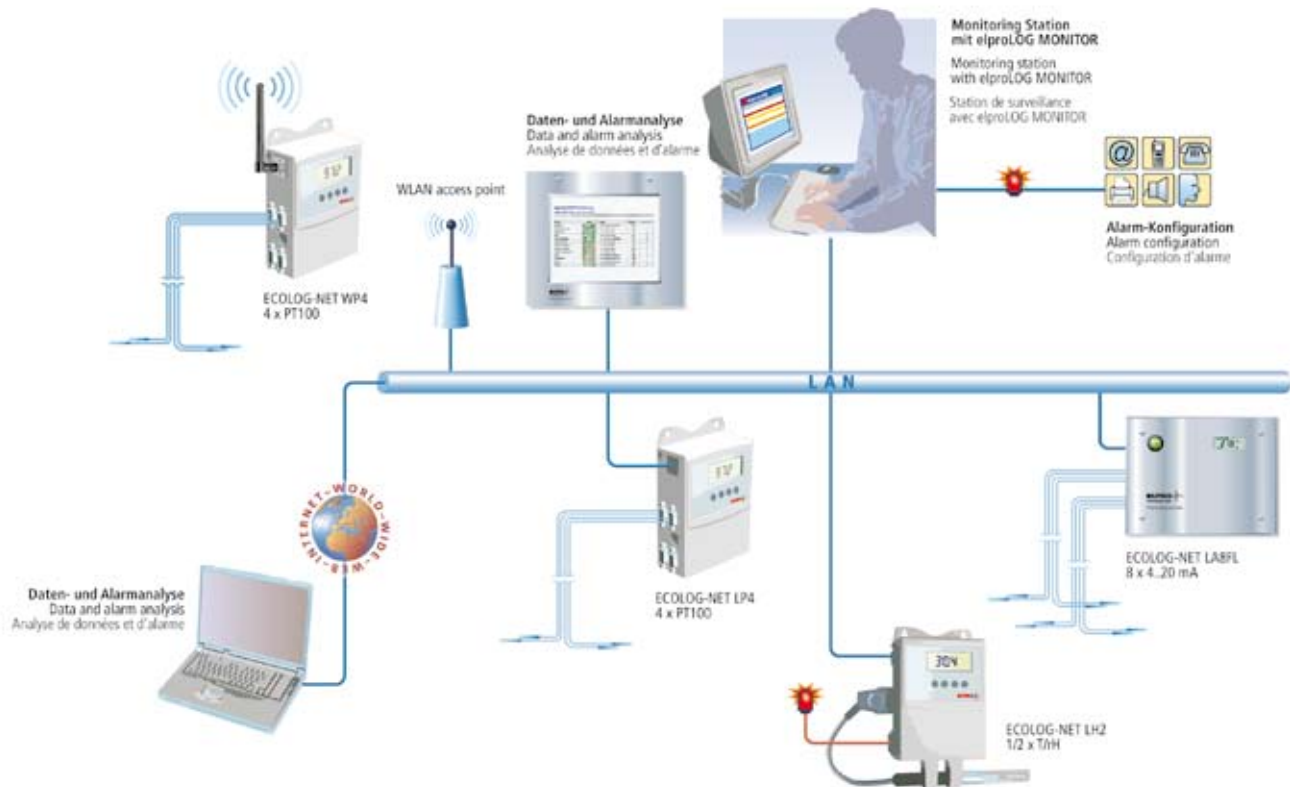 Monitoring Station
mit elproLOG MONITOR
Monitoring station
with elproLOG MONITOR
Station de surveillance
avec elproLOG MONITOR
Daten- und Alarmanalyse
Data and alarm analysis
Analyse de données et d'alarme
WLAN access point
@
Alarm-Konfiguration
Alarm configuration
Configuration d'alarme
ECOLOG-NET WP4
4 x PT100
LAN
INTERNET-WORLD-WIDE-WEB-
ECOLOG-NET LP4
4 x PT100
ECOLOG-NET LA8FL
8 x 4..20 mA
Daten- und Alarmanalyse
Data and alarm analysis
Analyse de données et d'alarme
304
ECOLOG-NET LH2
1/2 x T/rH